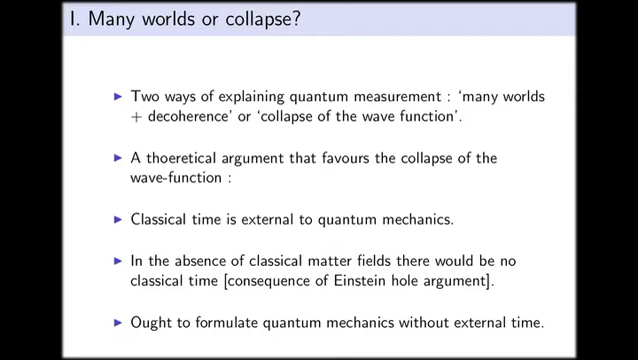 I. Many worlds or collapse?
Two ways of explaining quantum measurement : 'many worlds
+ decoherence' or 'collapse of the wave function'.
A thoeretical argument that favours the collapse of the
wave-function :
Classical time is external to quantum mechanics.
In the absence of classical matter fields there would be no
classical time [consequence of Einstein hole argument].
Ought to formulate quantum mechanics without external time.